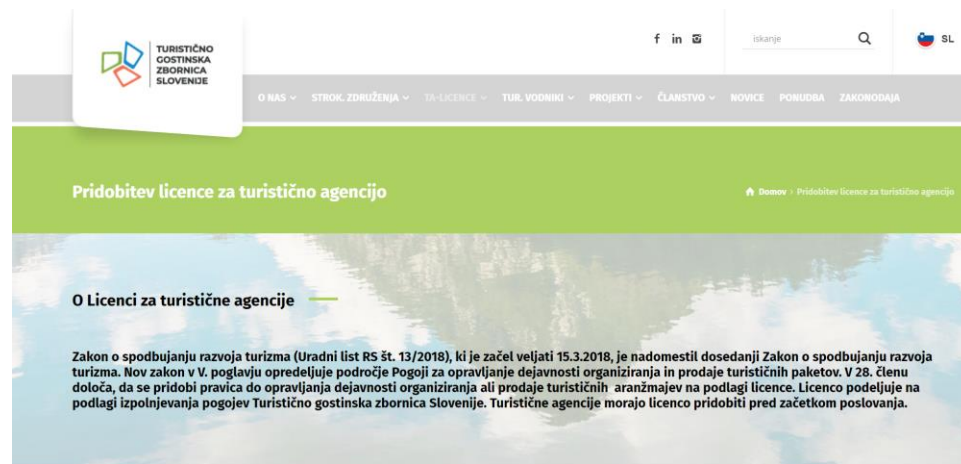 TURISTIČNO
GOSTINSKA
ZBORNICA
SLOVENIJE
f in
iskanje
SL
O NAS STROK. ZDRUŽENJA TA-LICENCE TUR. VODNIKI PROJEKTI ČLANSTVO NOVICE PONUDBA ZAKONODAJA
Pridobitev licence za turistično agencijo
Domov › Pridobitev licence za turistično agencijo
O Licenci za turistične agencije
Zakon o spodbujanju razvoja turizma (Uradni list RS št. 13/2018), ki je začel veljati 15.3.2018, je nadomestil dosedanji Zakon o spodbujanju razvoja
turizma. Nov zakon v V. poglavju opredeljuje področje Pogoji za opravljanje dejavnosti organiziranja in prodaje turističnih paketov. V 28. členu
določa, da se pridobi pravica do opravljanja dejavnosti organiziranja ali prodaje turističnih aranžmajev na podlagi licence. Licenco podeljuje na
podlagi izpolnjevanja pogojev Turistično gostinska zbornica Slovenije. Turistične agencije morajo licenco pridobiti pred začetkom poslovanja.